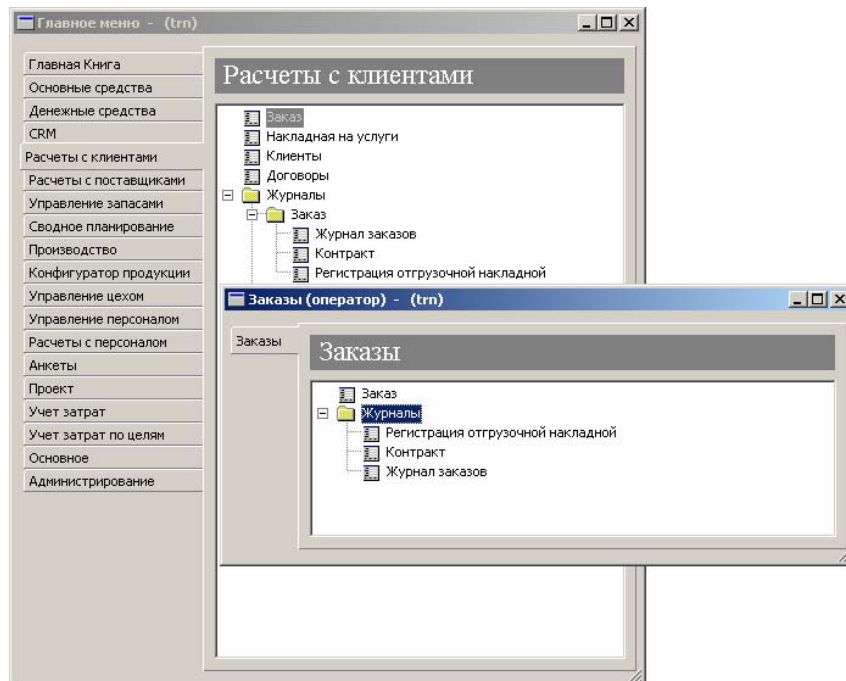 Главное меню - (trn)
Главная Книга
Основные средства
Денежные средства
CRM
Расчеты с клиентами
Расчеты с поставщиками
Управление запасами
Сводное планирование
Производство
Конфигуратор продукции
Управление цехом
Управление персоналом
Расчеты с персоналом
Анкеты
Проект
Учет затрат
Учет затрат по целям
Основное
Администрирование
Расчеты с клиентами
Заказ
Накладная на услуги
Клиенты
Договоры
Журналы
Заказ
Журнал заказов
Контракт
Регистрация отгрузочной накладной
Заказы (оператор) - (trn)
Заказы
Заказы
Заказ
Журналы
Регистрация отгрузочной накладной
Контракт
Журнал заказов